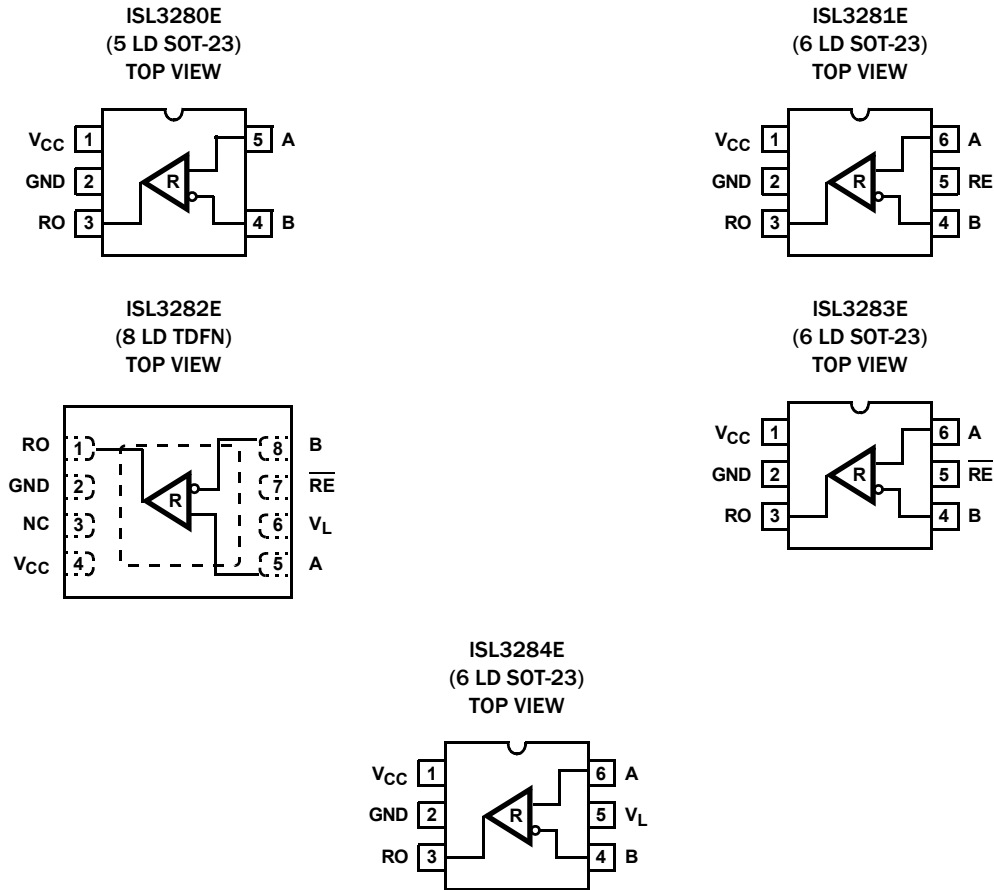 ISL3280E
(5 LD SOT-23)
TOP VIEW
VCC 1
GND 2
RO 3
R
5 A
4 B
ISL3281E
(6 LD SOT-23)
TOP VIEW
VCC 1
GND 2
RO 3
R
6 A
5 RE
4 B
ISL3282E
(8 LD TDFN)
TOP VIEW
RO 1
GND 2
NC 3
VCC 4
R
8 B
7 R̅E̅
6 VL
5 A
ISL3283E
(6 LD SOT-23)
TOP VIEW
VCC 1
GND 2
RO 3
R
6 A
5 R̅E̅
4 B
ISL3284E
(6 LD SOT-23)
TOP VIEW
VCC 1
GND 2
RO 3
R
6 A
5 VL
4 B